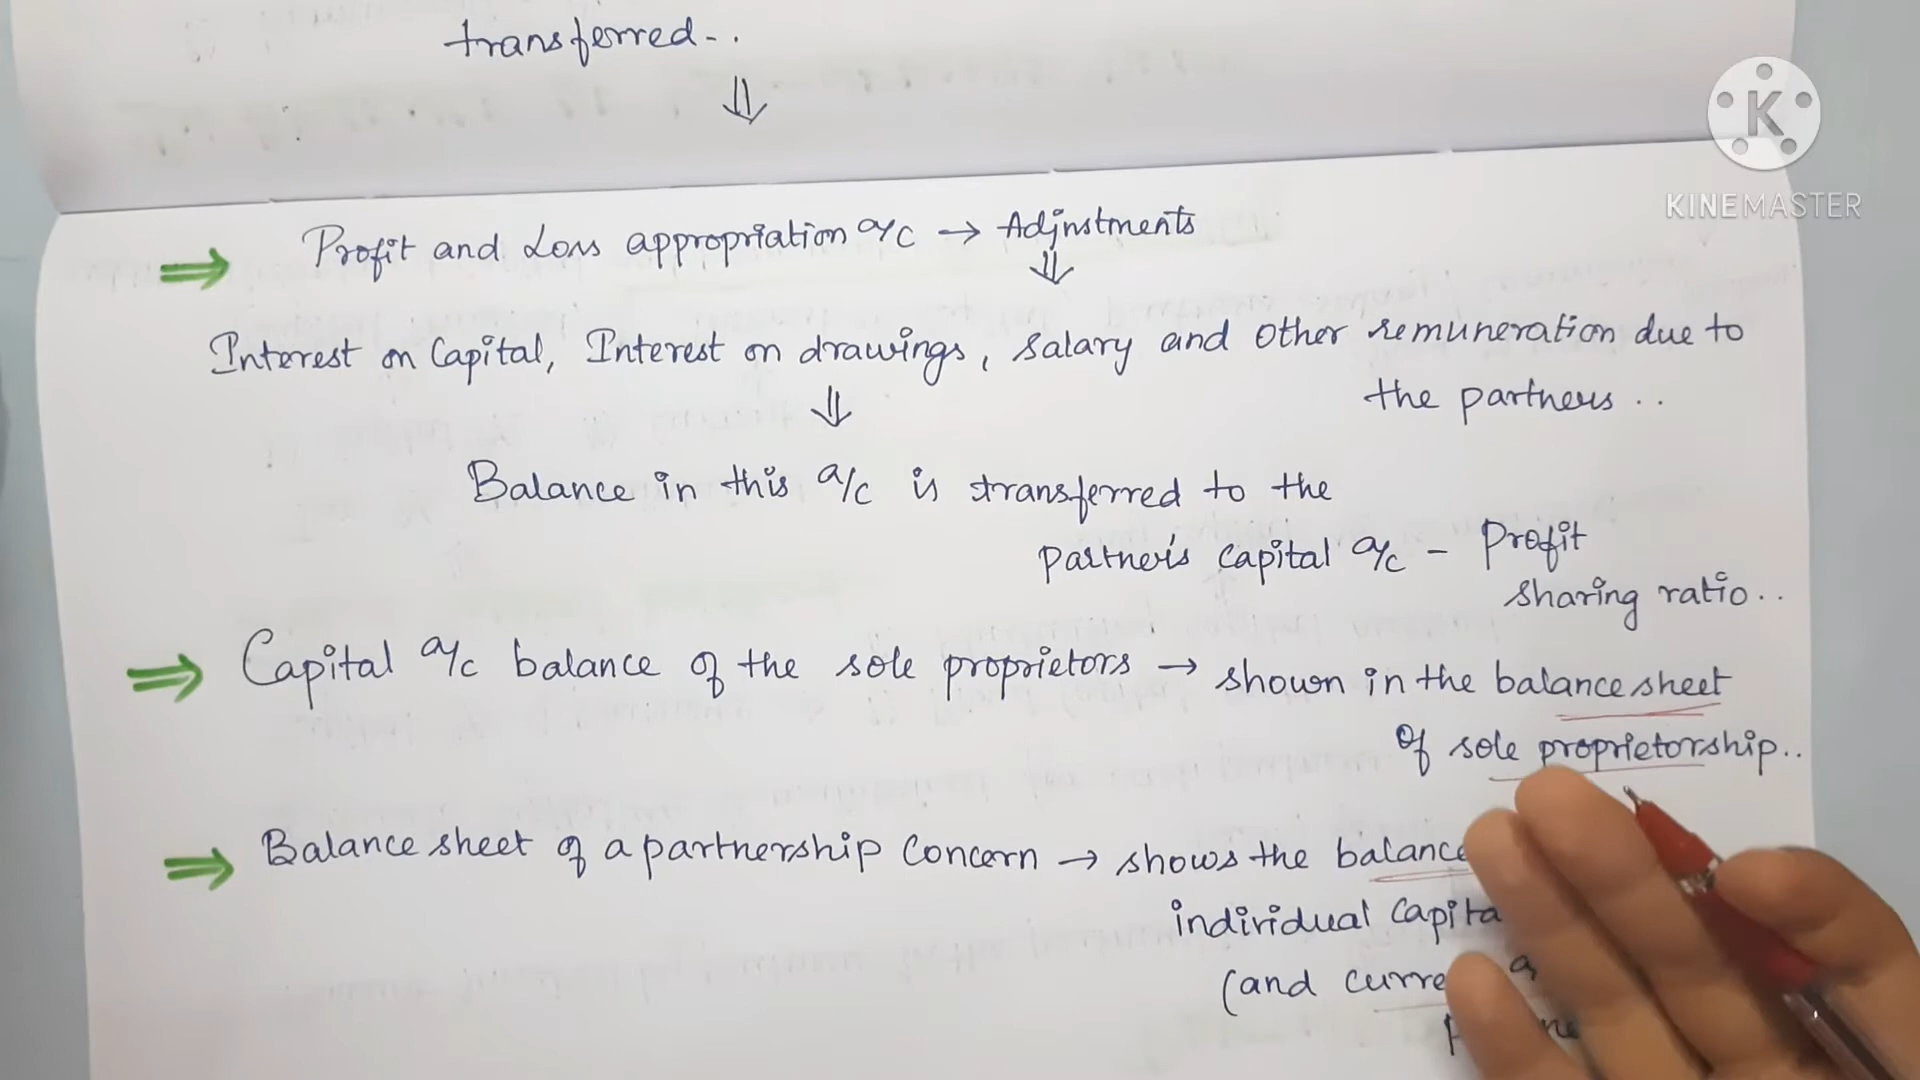 transferred..
Profit and Loss appropriation a/c → Adjustments
Interest on Capital, Interest on drawings, salary and other remuneration due to
the partners..
Balance in this a/c is transferred to the
partner's capital a/c - Profit
sharing ratio..
Capital a/c balance of the sole proprietors → shown in the balance sheet
of sole proprietorship..
Balance sheet of a partnership concern → shows the balance
individual
(and
K
KINEMASTER